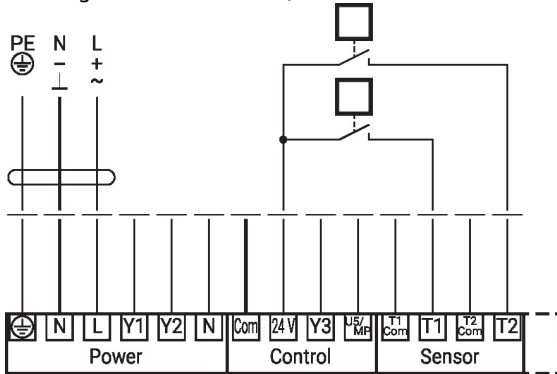 PE N L
- +
~
N L Y1 Y2 N Com 24 V Y3 U5/MP T1 Com T1 T2 Com T2
Power Control Sensor